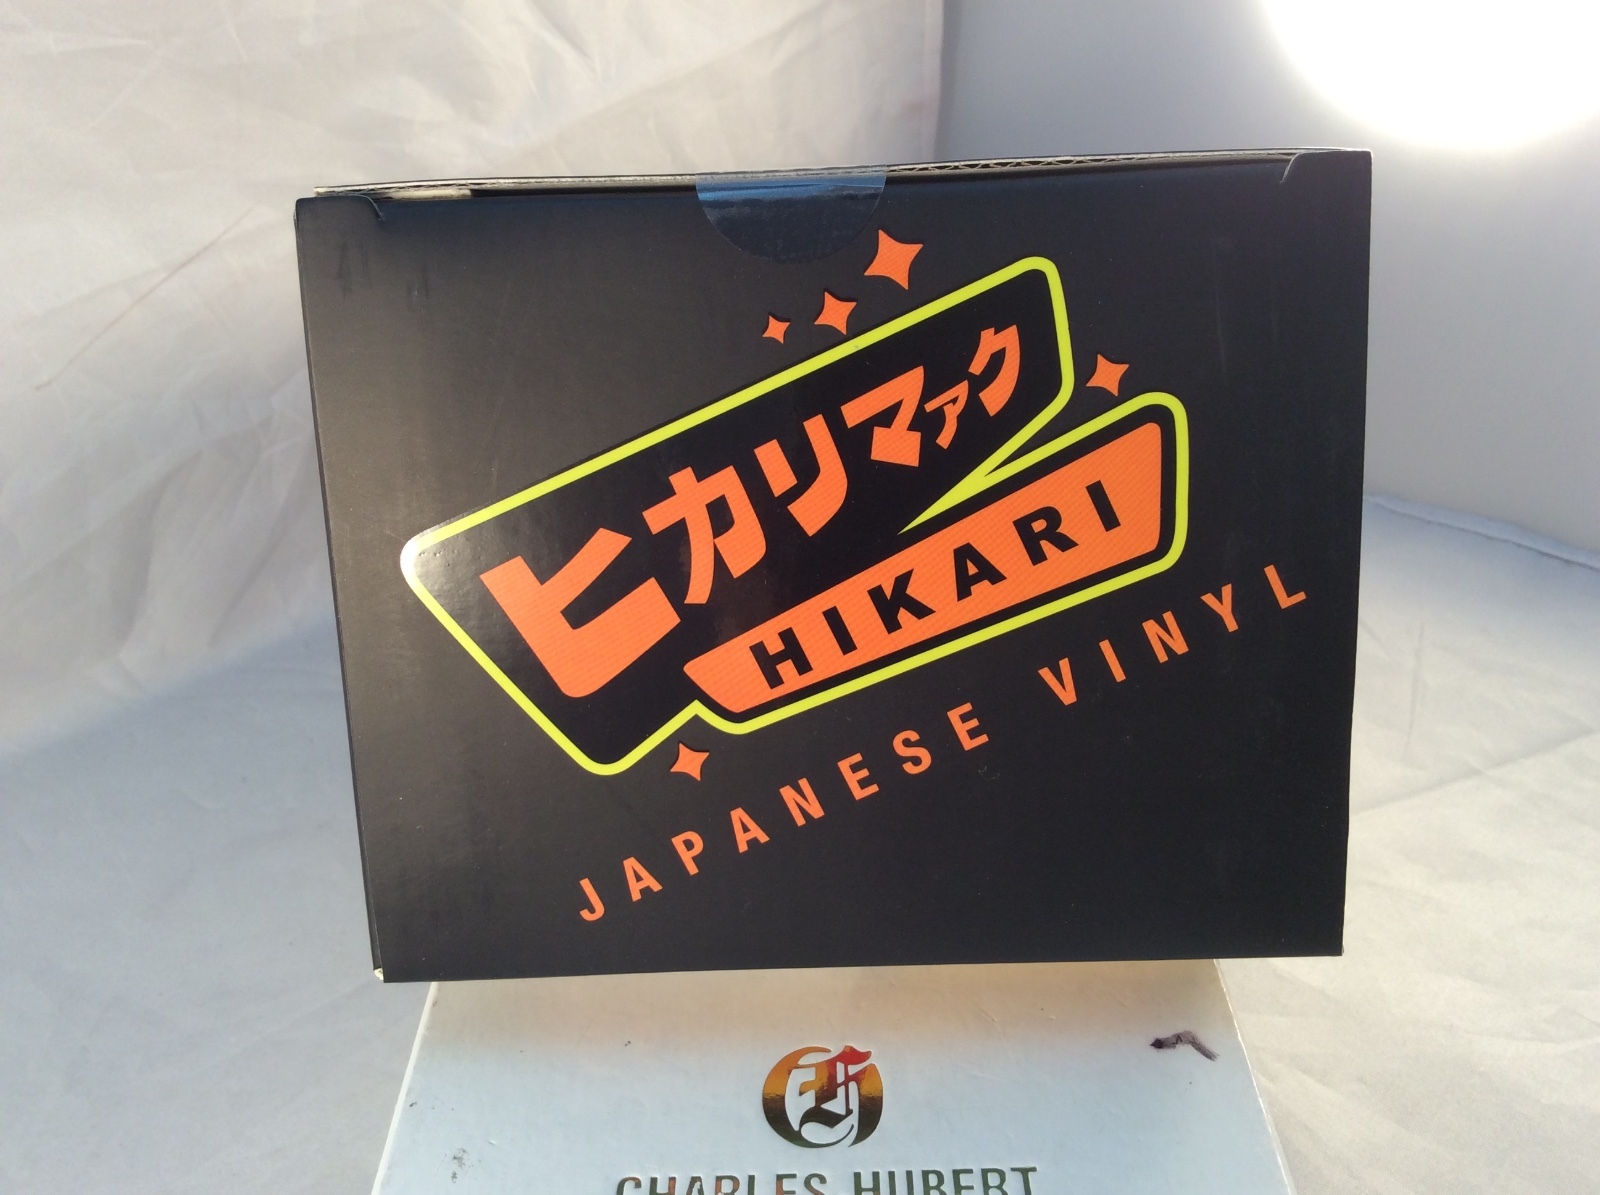 ヒカリマァク
HIKARI
JAPANESE VINYL
CHARLES HUBERT